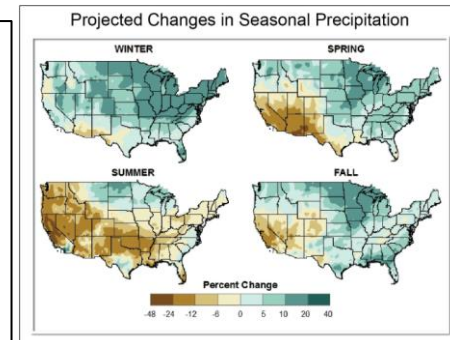 Projected Changes in Seasonal Precipitation
WINTER
SPRING
SUMMER
FALL
Percent Change
-48 -24 -12 -6 0 5 10 20 40